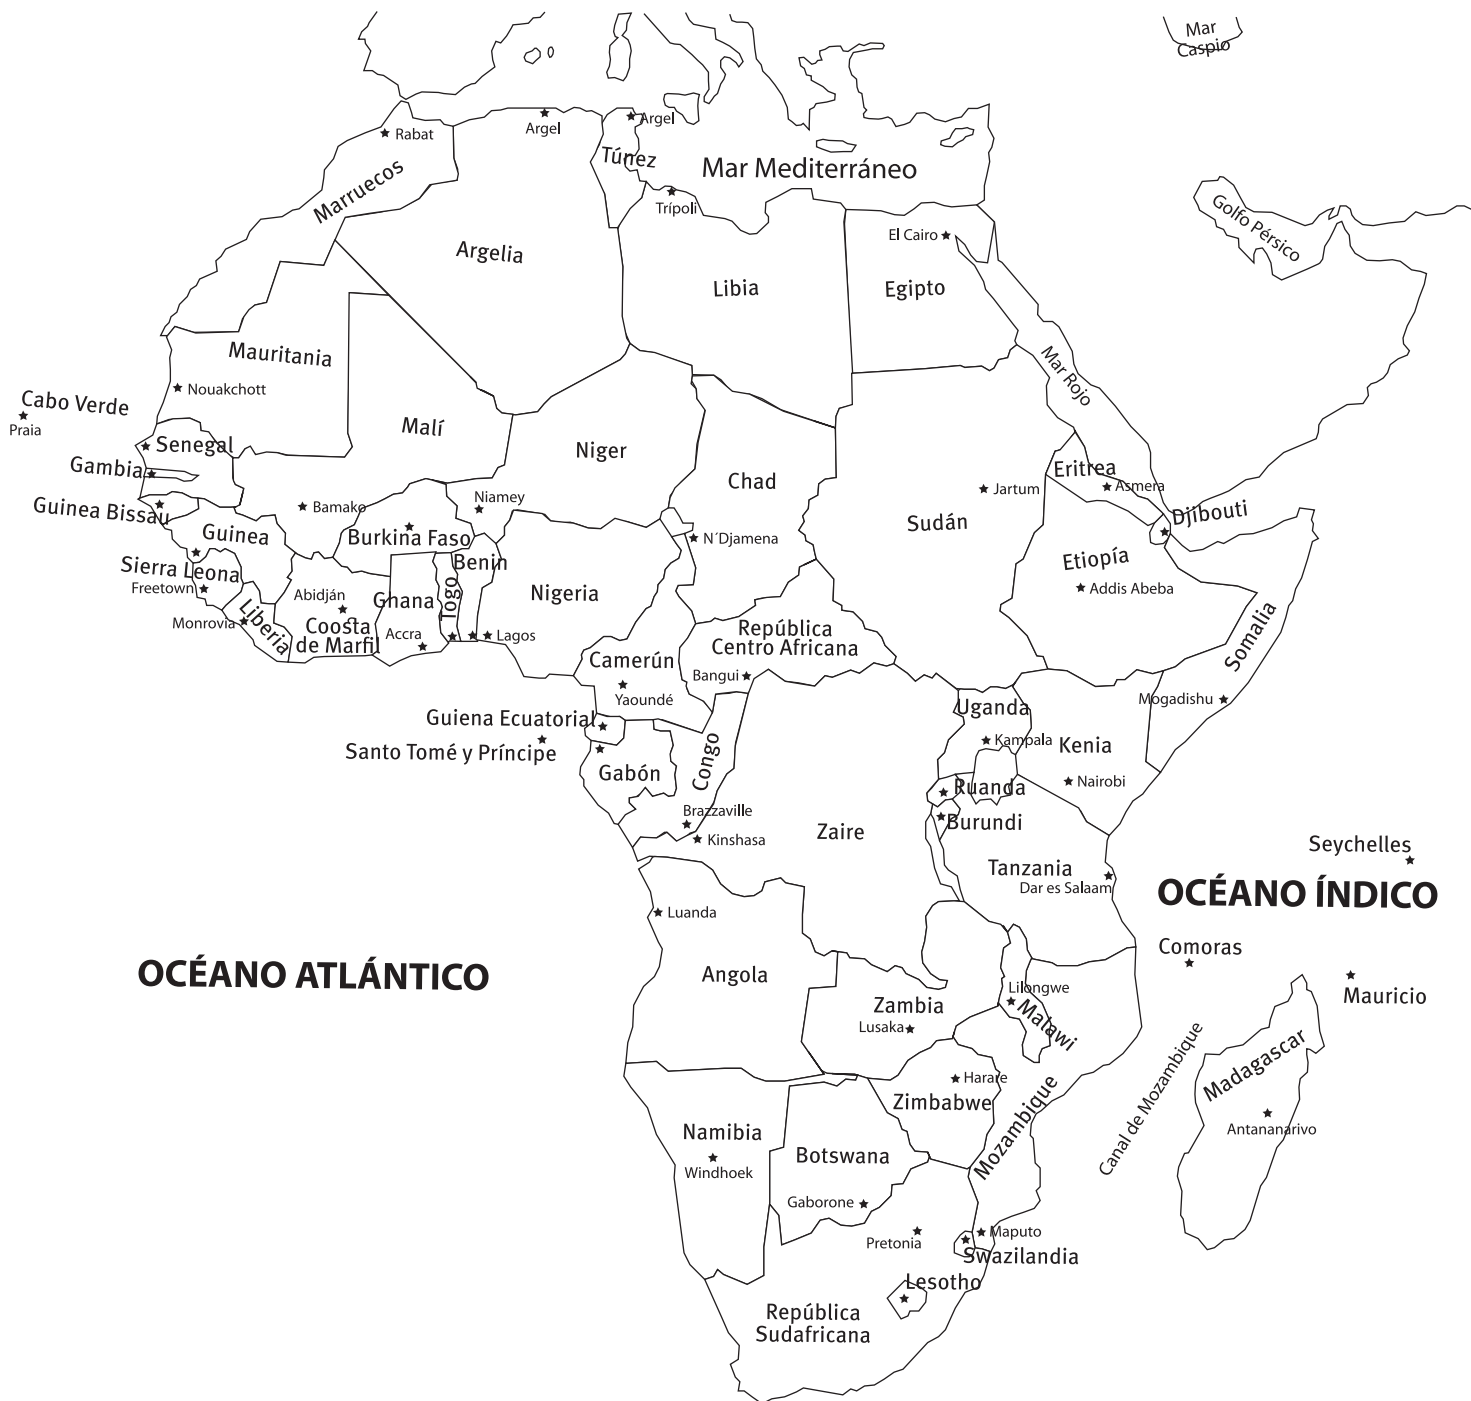 Mar
Caspio
Rabat
Argel
Argel
Túnez
Mar Mediterráneo
Marruecos
Trípoli
Golfo Pérsico
El Cairo
Argelia
Libia
Egipto
Mauritania
Mar Rojo
Nouakchott
Cabo Verde
Praia
Malí
Senegal
Niger
Gambia
Chad
Eritrea
Asmera
Jartum
Niamey
Bamako
Guinea Bissau
Djibouti
Sudán
Guinea
Burkina Faso
N´Djamena
Etiopía
Benin
Sierra Leona
Freetown
Addis Abeba
Abidján
Ghana
Togo
Nigeria
Liberia
Monrovia
Coosta
de Marfil
Accra
Lagos
República
Centro Africana
Somalia
Camerún
Bangui
Yaoundé
Mogadishu
Uganda
Guiena Ecuatorial
Kampala
Kenia
Santo Tomé y Príncipe
Gabón
Congo
Nairobi
Ruanda
Brazzaville
Burundi
Kinshasa
Zaire
Seychelles
Tanzania
Dar es Salaam
OCÉANO ÍNDICO
Luanda
Comoras
OCÉANO ATLÁNTICO
Angola
Lilongwe
Mauricio
Zambia
Malawi
Lusaka
Canal de Mozambique
Madagascar
Harare
Zimbabwe
Mozambique
Antananarivo
Namibia
Windhoek
Botswana
Gaborone
Pretonia
Maputo
Swazilandia
Lesotho
República
Sudafricana